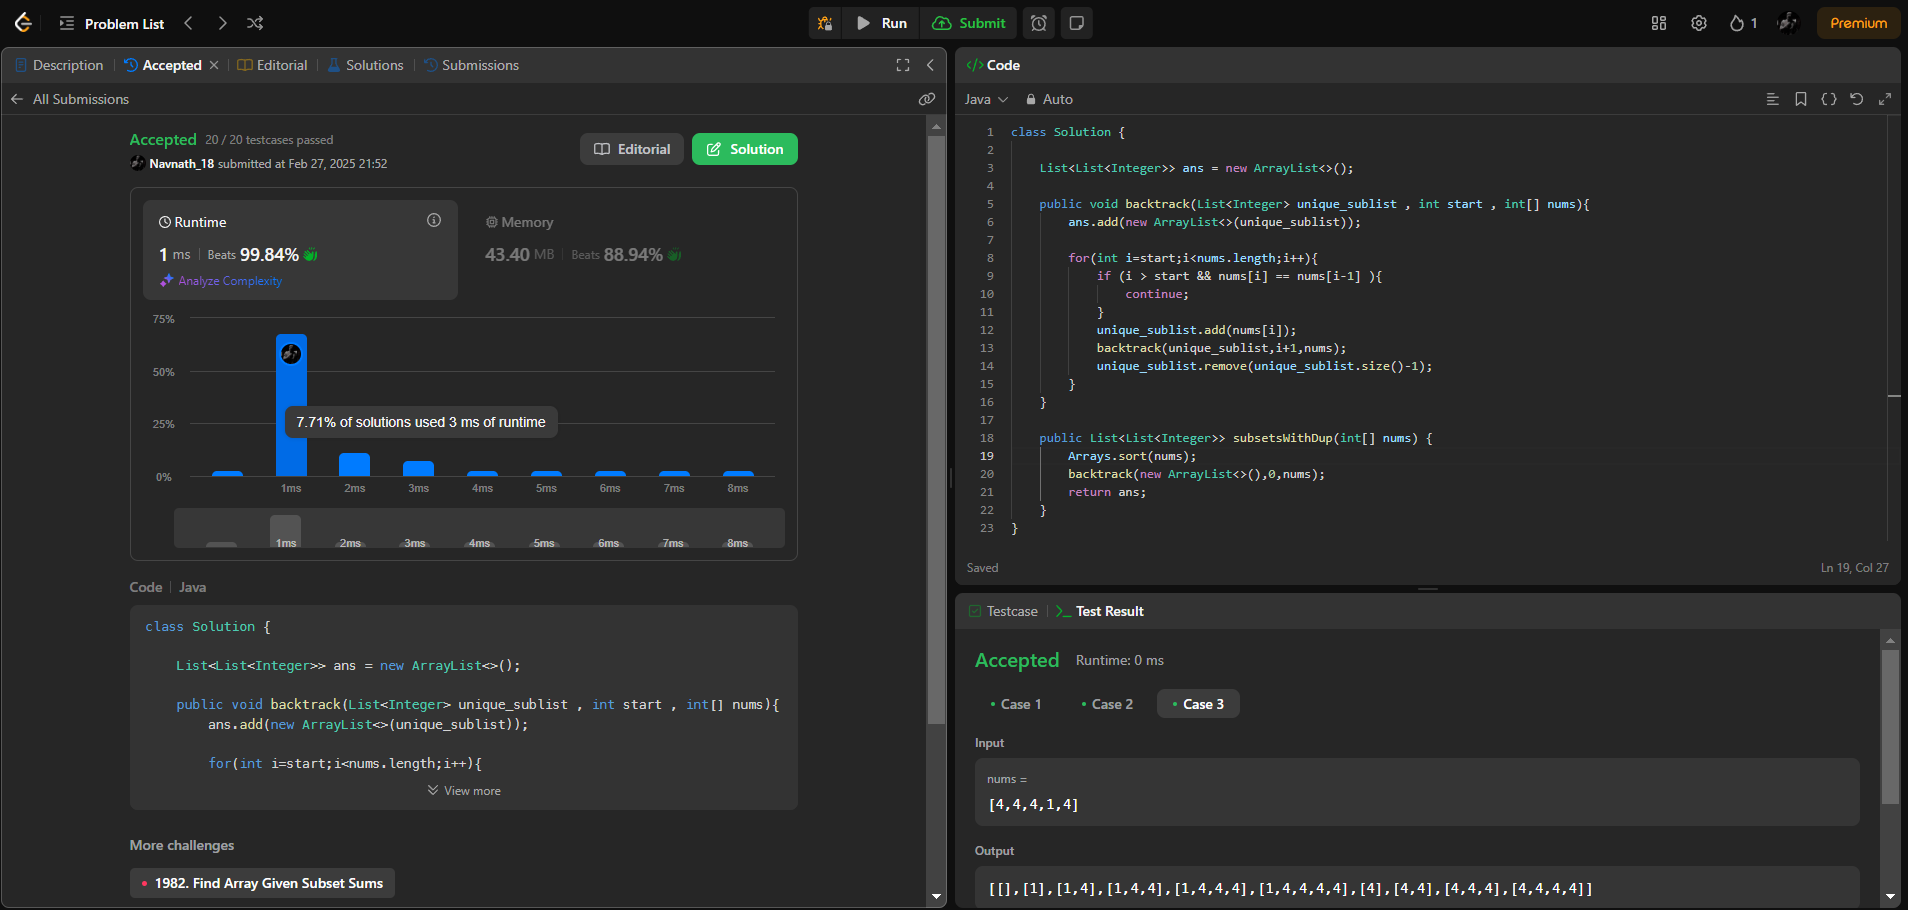 Problem List
Run
Submit
1
Premium
Description
Accepted
Editorial
Solutions
Submissions
All Submissions
Accepted 20 / 20 testcases passed
Navnath_18 submitted at Feb 27, 2025 21:52
Editorial
Solution
Runtime
1 ms Beats 99.84%
Analyze Complexity
Memory
43.40 MB Beats 88.94%
75%
50%
25%
0%
7.71% of solutions used 3 ms of runtime
1ms 2ms 3ms 4ms 5ms 6ms 7ms 8ms
1ms 2ms 3ms 4ms 5ms 6ms 7ms 8ms
Code Java
class Solution {
List<List<Integer>> ans = new ArrayList<>();
public void backtrack(List<Integer> unique_sublist , int start , int[] nums){
ans.add(new ArrayList<>(unique_sublist));
for(int i=start;i<nums.length;i++){
View more
More challenges
1982. Find Array Given Subset Sums
</> Code
Java Auto
1 class Solution {
2
3 List<List<Integer>> ans = new ArrayList<>();
4
5 public void backtrack(List<Integer> unique_sublist , int start , int[] nums){
6 ans.add(new ArrayList<>(unique_sublist));
7
8 for(int i=start;i<nums.length;i++){
9 if (i > start && nums[i] == nums[i-1] ){
10 continue;
11 }
12 unique_sublist.add(nums[i]);
13 backtrack(unique_sublist,i+1,nums);
14 unique_sublist.remove(unique_sublist.size()-1);
15 }
16 }
17
18 public List<List<Integer>> subsetsWithDup(int[] nums) {
19 Arrays.sort(nums);
20 backtrack(new ArrayList<>(),0,nums);
21 return ans;
22 }
23 }
Saved
Ln 19, Col 27
Testcase
Test Result
Accepted Runtime: 0 ms
Case 1
Case 2
Case 3
Input
nums =
[4,4,4,1,4]
Output
[[],[1],[1,4],[1,4,4],[1,4,4,4],[1,4,4,4,4],[4],[4,4],[4,4,4],[4,4,4,4]]